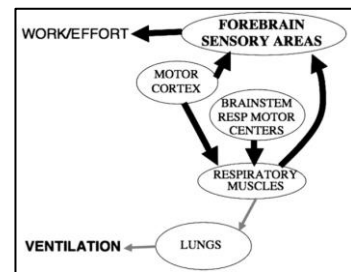 WORK/EFFORT
FOREBRAIN
SENSORY AREAS
MOTOR
CORTEX
BRAINSTEM
RESP MOTOR
CENTERS
RESPIRATORY
MUSCLES
VENTILATION
LUNGS